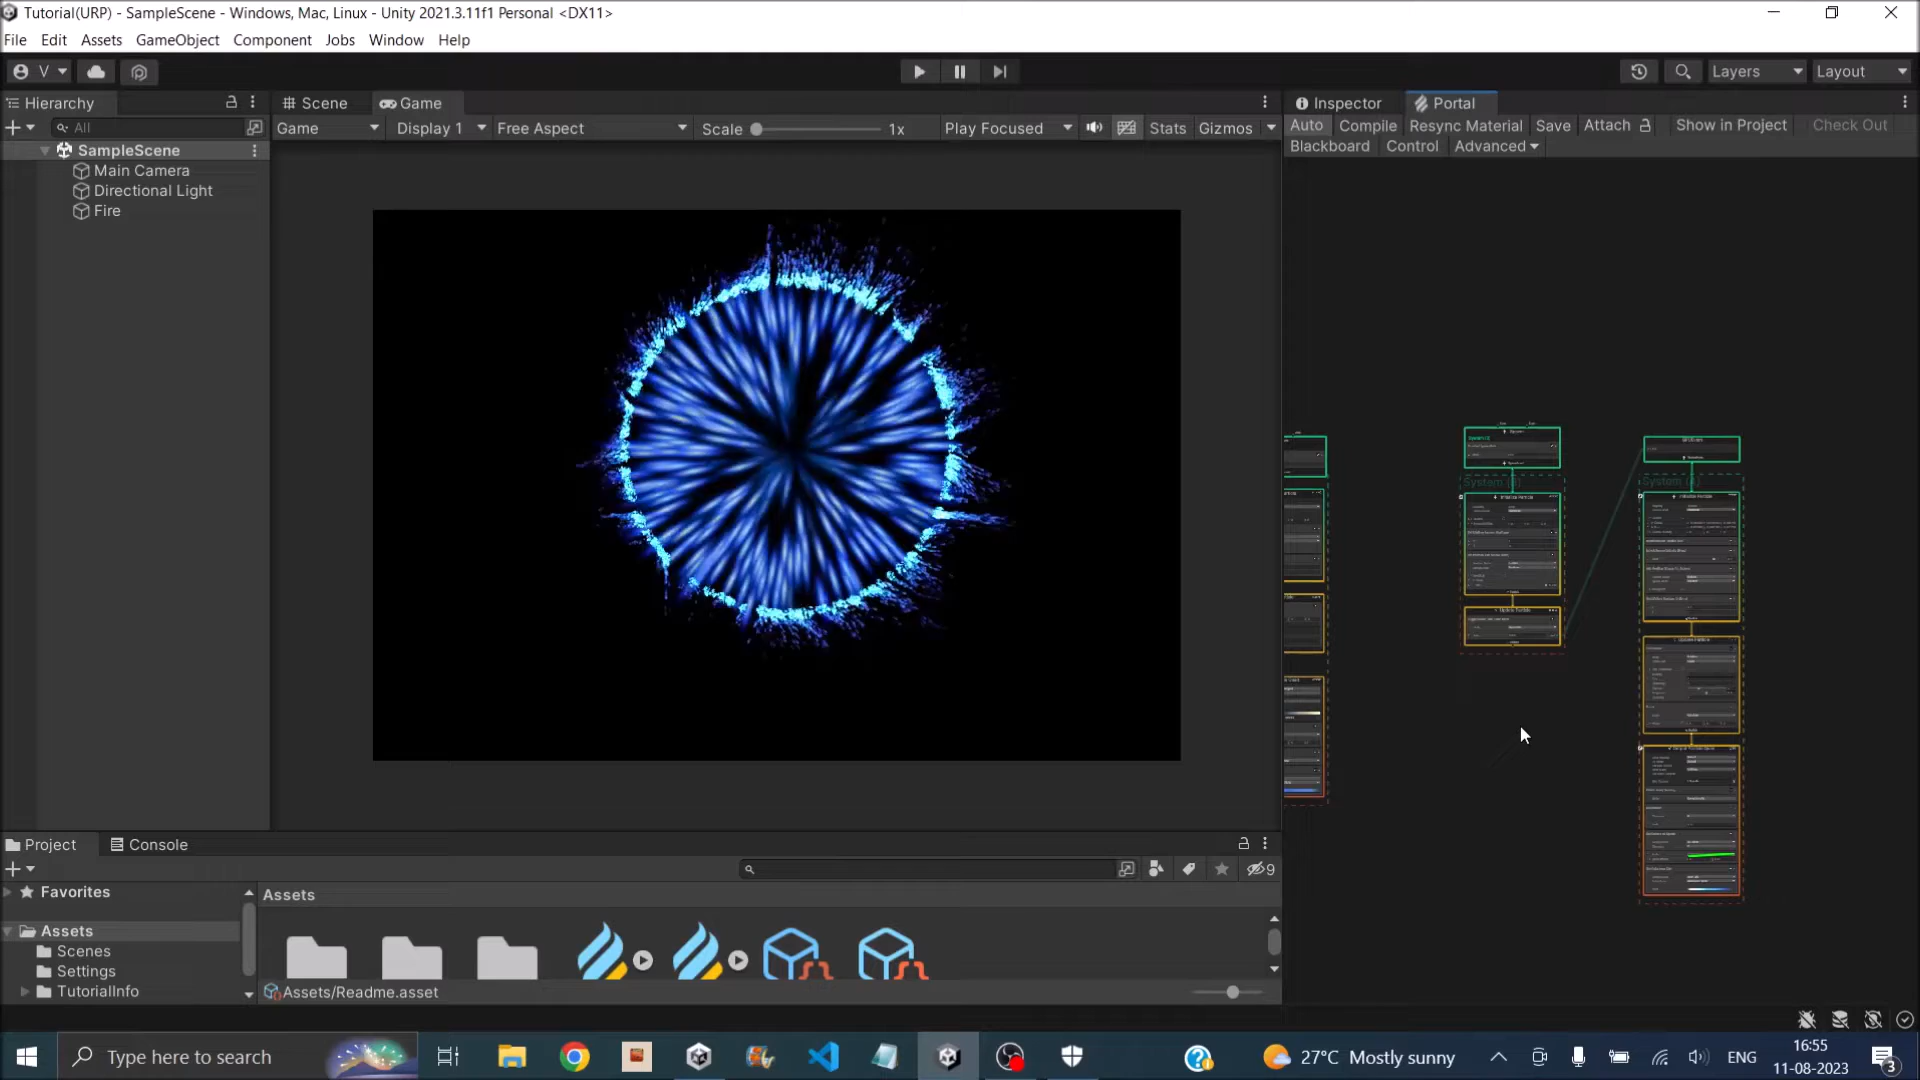 Tutorial(URP) - SampleScene - Windows, Mac, Linux - Unity 2021.3.11f1 Personal <DX11>
File Edit Assets GameObject Component Jobs Window Help
V Layers Layout
Hierarchy Scene Game Inspector Portal
All Game Display 1 Free Aspect Scale 1x Play Focused Stats Gizmos Auto Compile Resync Material Save Attach Show in Project Check Out
Blackboard Control Advanced
SampleScene
Main Camera
Directional Light
Fire
Project Console
9
Favorites
Assets
Assets
Scenes
Settings
TutorialInfo
Assets/Readme.asset
Type here to search 27°C Mostly sunny ENG 16:55
11-08-2023
3